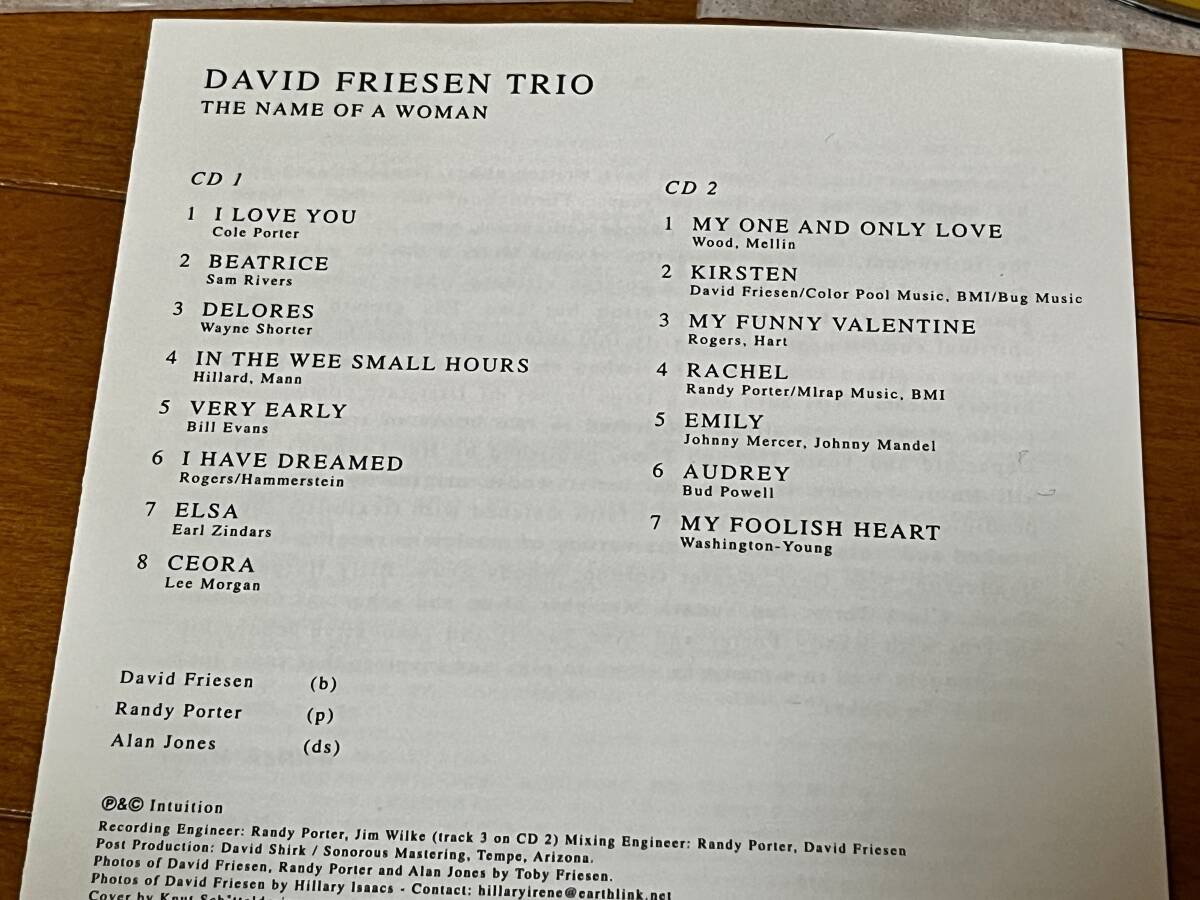 DAVID FRIESEN TRIO
THE NAME OF A WOMAN
CD 1
1 I LOVE YOU
Cole Porter
2 BEATRICE
Sam Rivers
3 DELORES
Wayne Shorter
4 IN THE WEE SMALL HOURS
Hillard, Mann
5 VERY EARLY
Bill Evans
6 I HAVE DREAMED
Rogers/Hammerstein
7 ELSA
Earl Zindars
8 CEORA
Lee Morgan
CD 2
1 MY ONE AND ONLY LOVE
Wood, Mellin
2 KIRSTEN
David Friesen/Color Pool Music, BMI/Bug Music
3 MY FUNNY VALENTINE
Rogers, Hart
4 RACHEL
Randy Porter/Mlrap Music, BMI
5 EMILY
Johnny Mercer, Johnny Mandel
6 AUDREY
Bud Powell
7 MY FOOLISH HEART
Washington-Young
David Friesen (b)
Randy Porter (p)
Alan Jones (ds)
℗&© Intuition
Recording Engineer: Randy Porter, Jim Wilke (track 3 on CD 2) Mixing Engineer: Randy Porter, David Friesen
Post Production: David Shirk / Sonorous Mastering, Tempe, Arizona.
Photos of David Friesen, Randy Porter and Alan Jones by Toby Friesen.
Photos of David Friesen by Hillary Isaacs - Contact: hillaryirene@earthlink.net
Cover by Knut